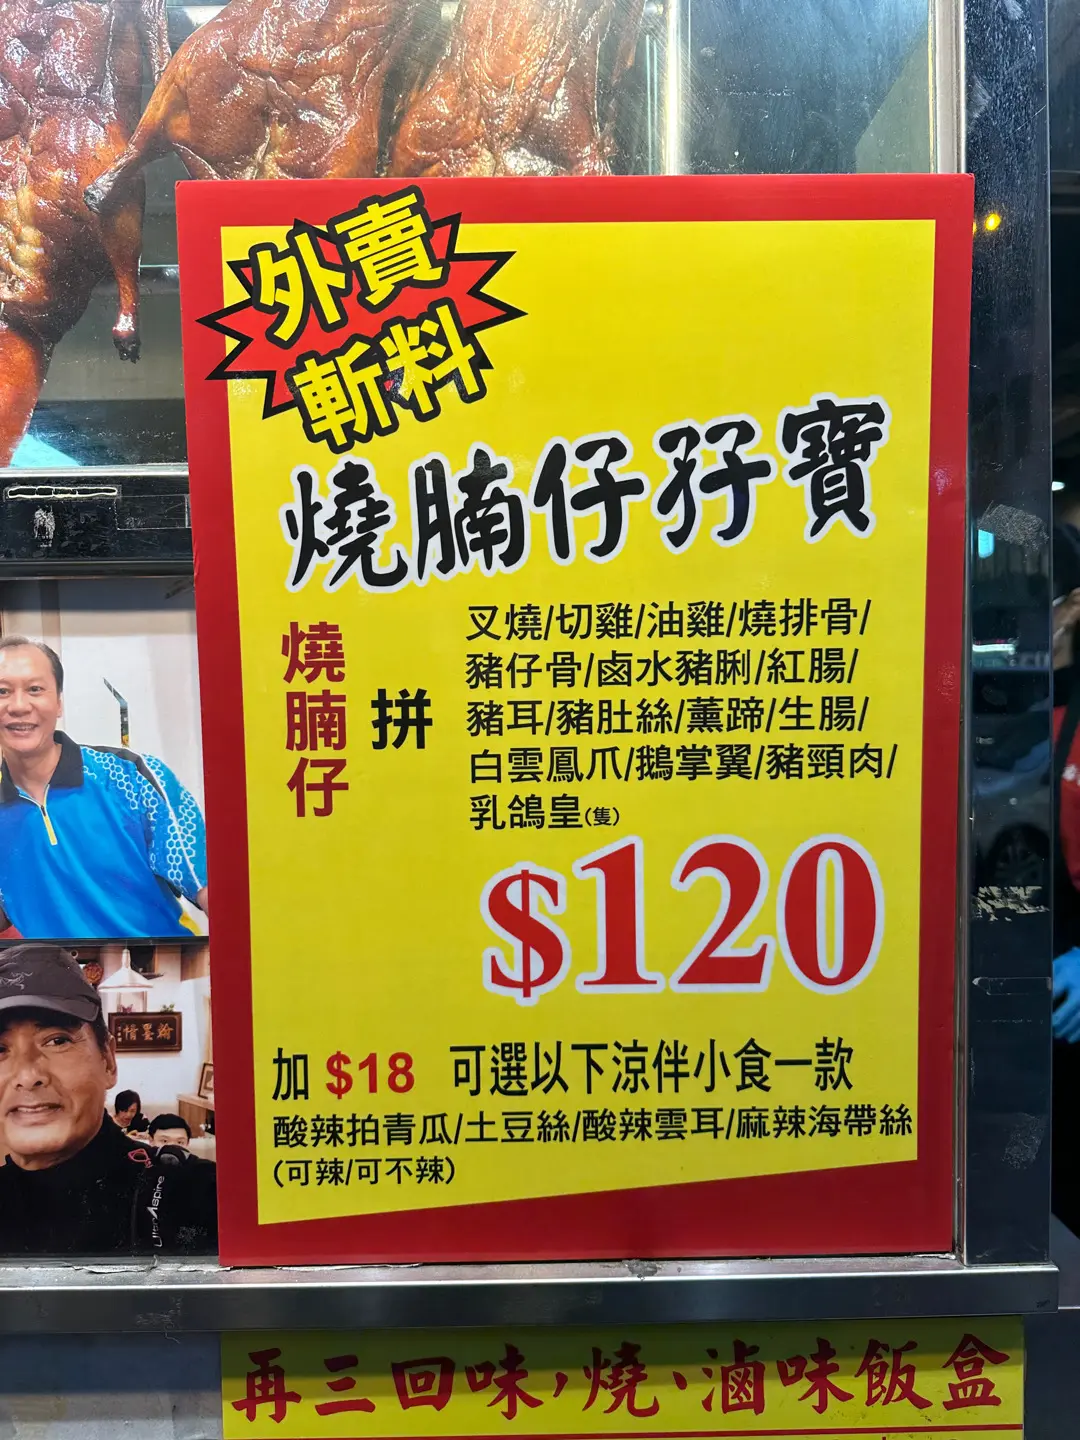 外賣
斬料
燒腩仔孖寶
燒腩仔
拼
叉燒/切雞/油雞/燒排骨/
豬仔骨/鹵水豬脷/紅腸/
豬耳/豬肚絲/薰蹄/生腸/
白雲鳳爪/鵝掌翼/豬頸肉/
乳鴿皇(隻)
$120
加 $18 可選以下涼伴小食一款
酸辣拍青瓜/土豆絲/酸辣雲耳/麻辣海帶絲
(可辣/可不辣)
情墨翰
UltrAspire
再三回味,燒、滷味飯盒